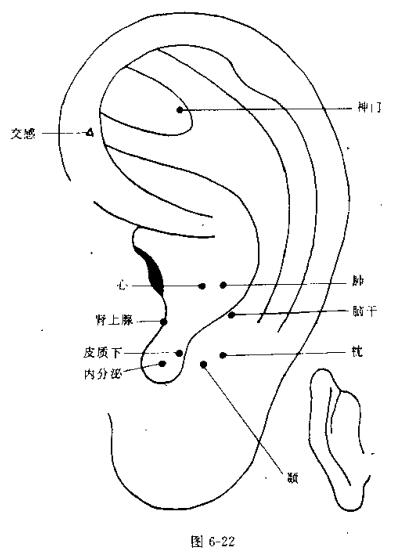 神门
交感
心
肺
肾上腺
脑干
皮质下
枕
内分泌
颞
图 6-22